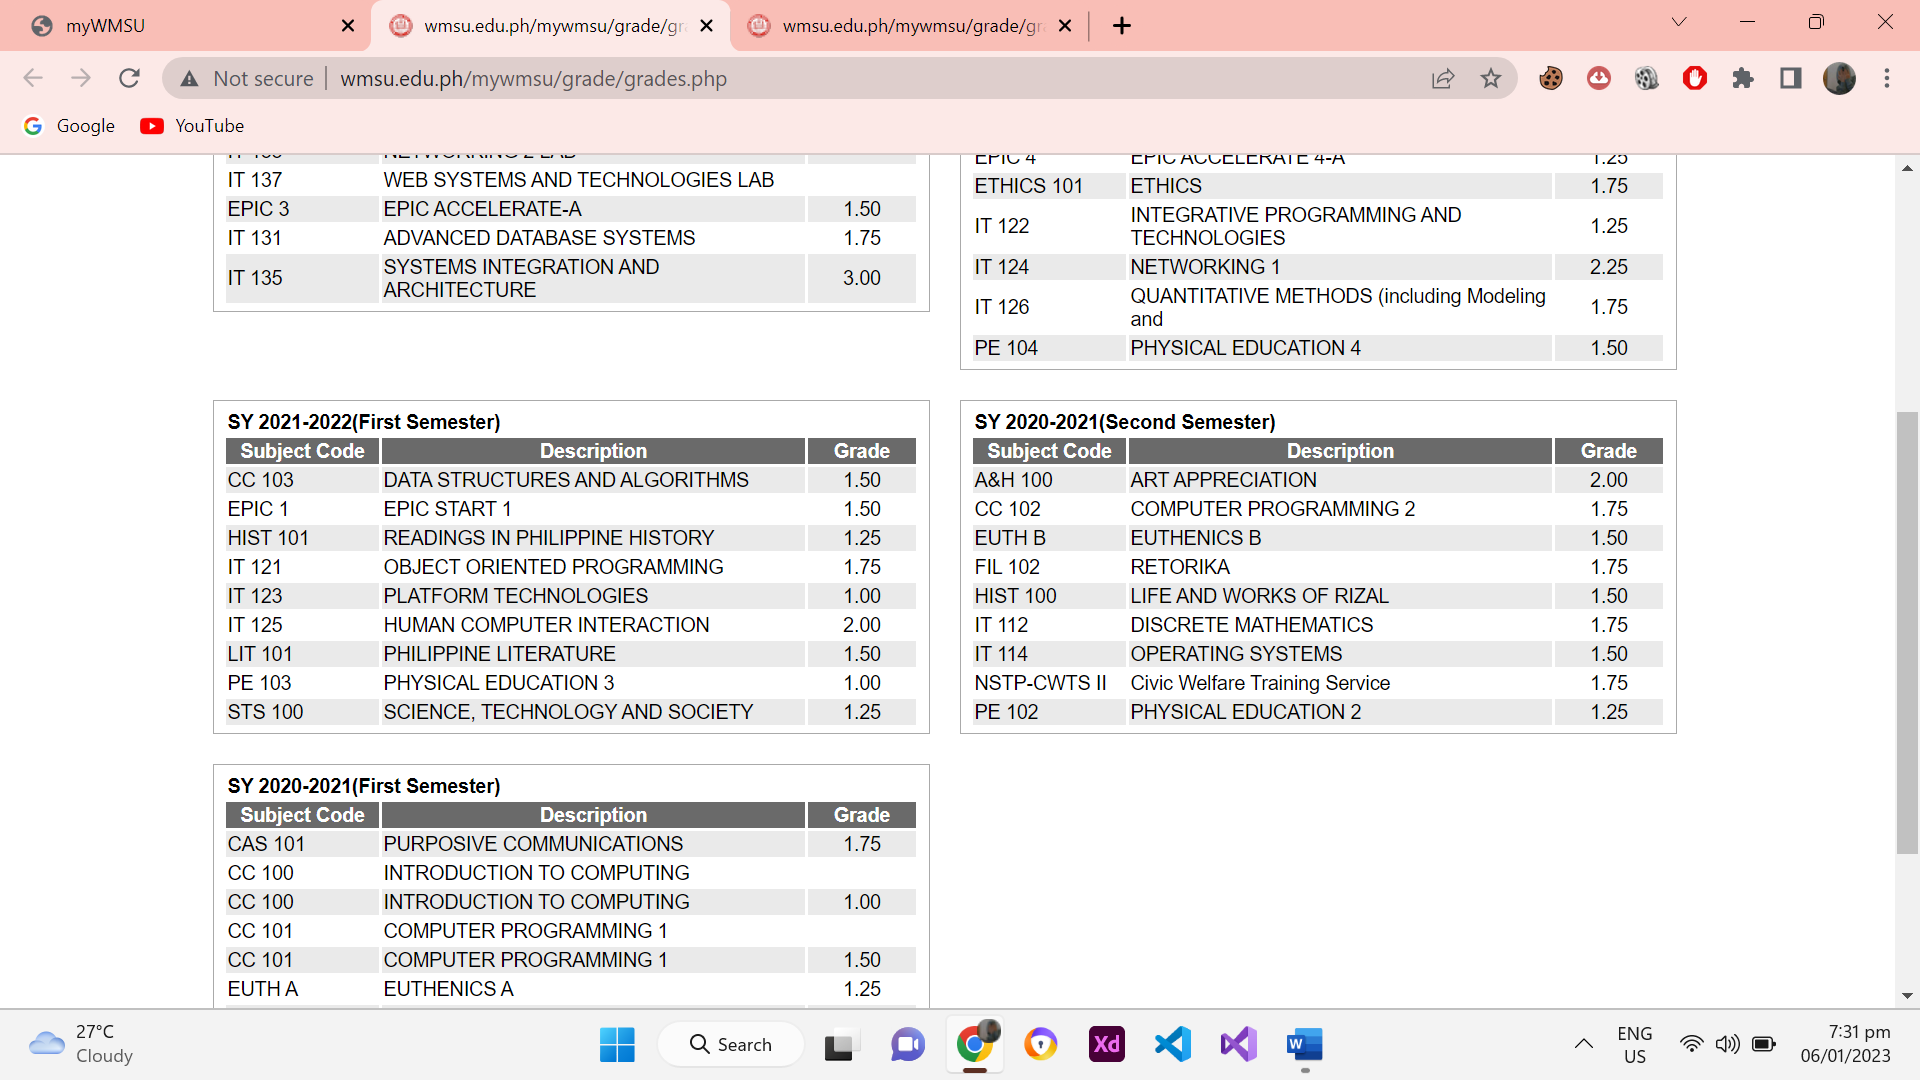 myWMSU
wmsu.edu.ph/mywmsu/grade/gr
wmsu.edu.ph/mywmsu/grade/gr
Not secure
wmsu.edu.ph/mywmsu/grade/grades.php
Google
YouTube
NETWORKING 2 LAB
IT 137 WEB SYSTEMS AND TECHNOLOGIES LAB
EPIC 3 EPIC ACCELERATE-A 1.50
IT 131 ADVANCED DATABASE SYSTEMS 1.75
IT 135 SYSTEMS INTEGRATION AND 3.00
ARCHITECTURE
EPIC 4 EPIC ACCELERATE 4-A 1.25
ETHICS 101 ETHICS 1.75
IT 122 INTEGRATIVE PROGRAMMING AND 1.25
TECHNOLOGIES
IT 124 NETWORKING 1 2.25
IT 126 QUANTITATIVE METHODS (including Modeling 1.75
and
PE 104 PHYSICAL EDUCATION 4 1.50
SY 2021-2022(First Semester)
Subject Code Description Grade
CC 103 DATA STRUCTURES AND ALGORITHMS 1.50
EPIC 1 EPIC START 1 1.50
HIST 101 READINGS IN PHILIPPINE HISTORY 1.25
IT 121 OBJECT ORIENTED PROGRAMMING 1.75
IT 123 PLATFORM TECHNOLOGIES 1.00
IT 125 HUMAN COMPUTER INTERACTION 2.00
LIT 101 PHILIPPINE LITERATURE 1.50
PE 103 PHYSICAL EDUCATION 3 1.00
STS 100 SCIENCE, TECHNOLOGY AND SOCIETY 1.25
SY 2020-2021(Second Semester)
Subject Code Description Grade
A&H 100 ART APPRECIATION 2.00
CC 102 COMPUTER PROGRAMMING 2 1.75
EUTH B EUTHENICS B 1.50
FIL 102 RETORIKA 1.75
HIST 100 LIFE AND WORKS OF RIZAL 1.50
IT 112 DISCRETE MATHEMATICS 1.75
IT 114 OPERATING SYSTEMS 1.50
NSTP-CWTS II Civic Welfare Training Service 1.75
PE 102 PHYSICAL EDUCATION 2 1.25
SY 2020-2021(First Semester)
Subject Code Description Grade
CAS 101 PURPOSIVE COMMUNICATIONS 1.75
CC 100 INTRODUCTION TO COMPUTING
CC 100 INTRODUCTION TO COMPUTING 1.00
CC 101 COMPUTER PROGRAMMING 1
CC 101 COMPUTER PROGRAMMING 1 1.50
EUTH A EUTHENICS A 1.25
27°C
Cloudy
Search
Xd
W
ENG
US
7:31 pm
06/01/2023